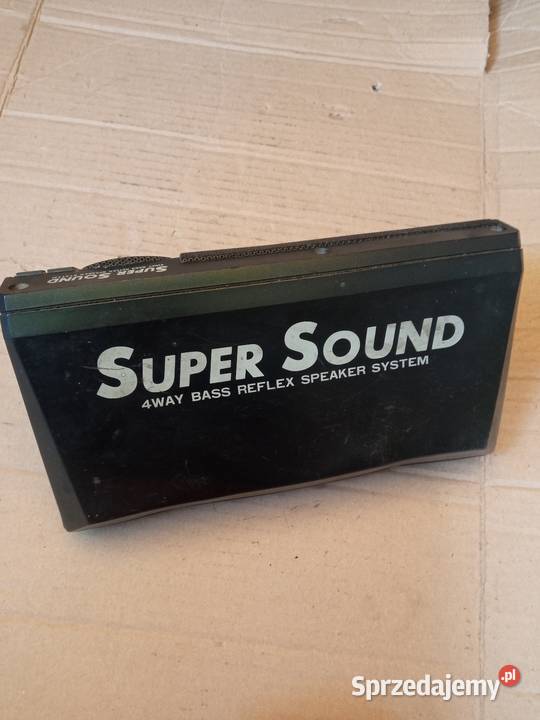 SUPER SOUND
SUPER SOUND
4WAY BASS REFLEX SPEAKER SYSTEM
Sprzedajemy.pl